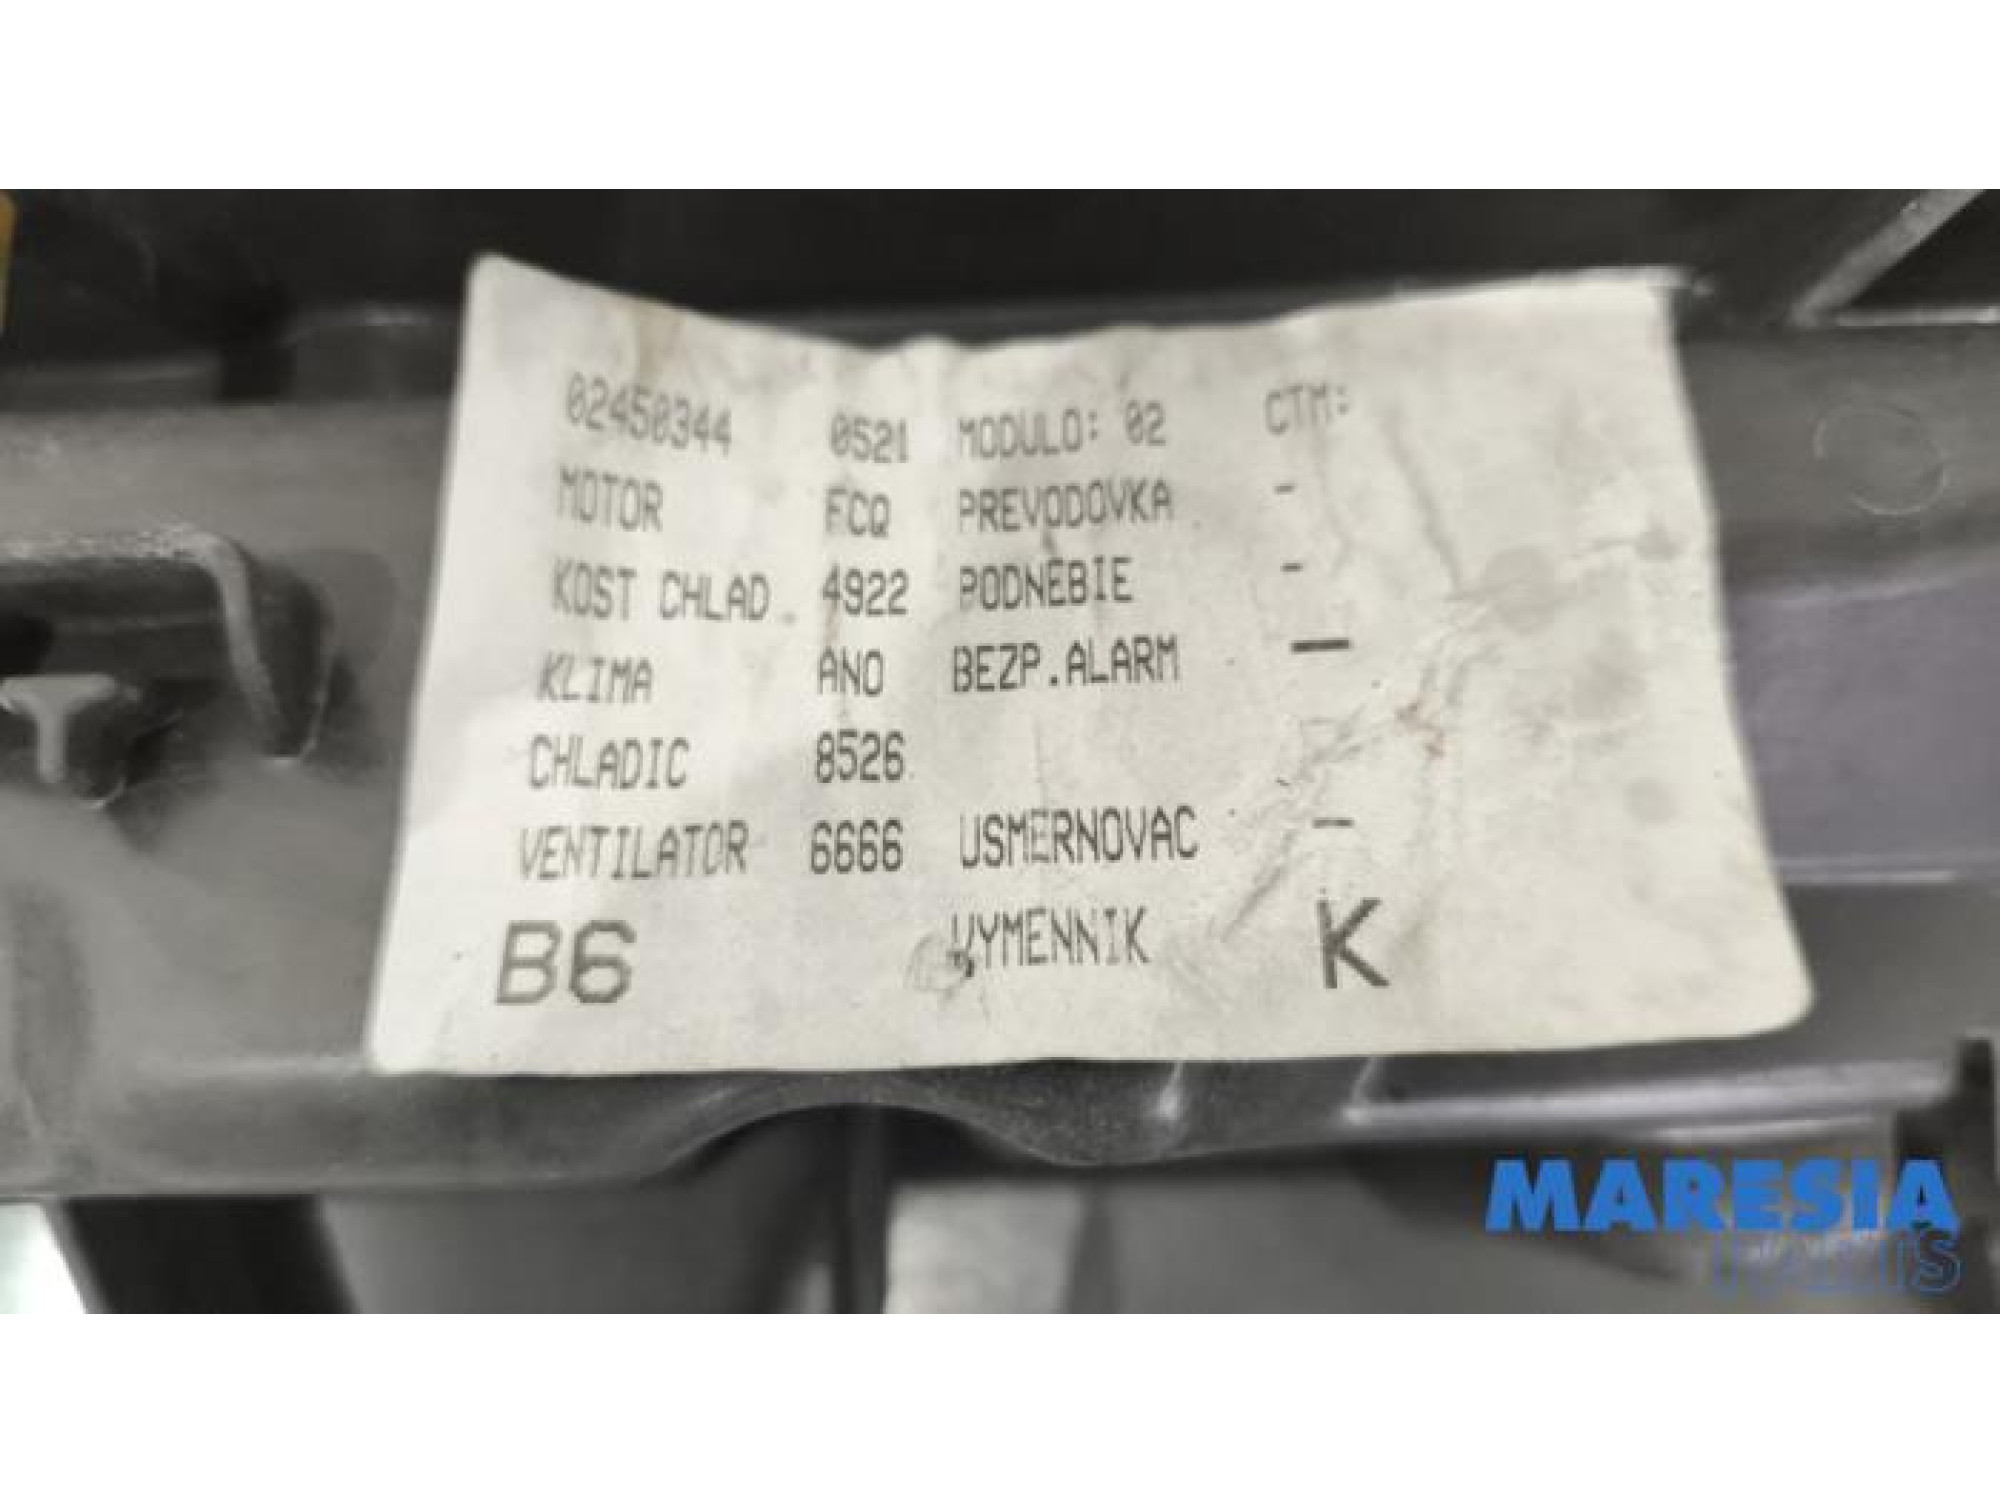 02450344 0521 MODULO: 02 CTM:
MOTOR FCQ PREVODOVKA -
KOST CHLAD. 4922 PODNEBIE -
KLIMA ANO BEZP.ALARM -
CHLADIC 8526
VENTILATOR 6666 USMERNOVAC -
B6 VYMENNIK K
MARESIA
PARTS